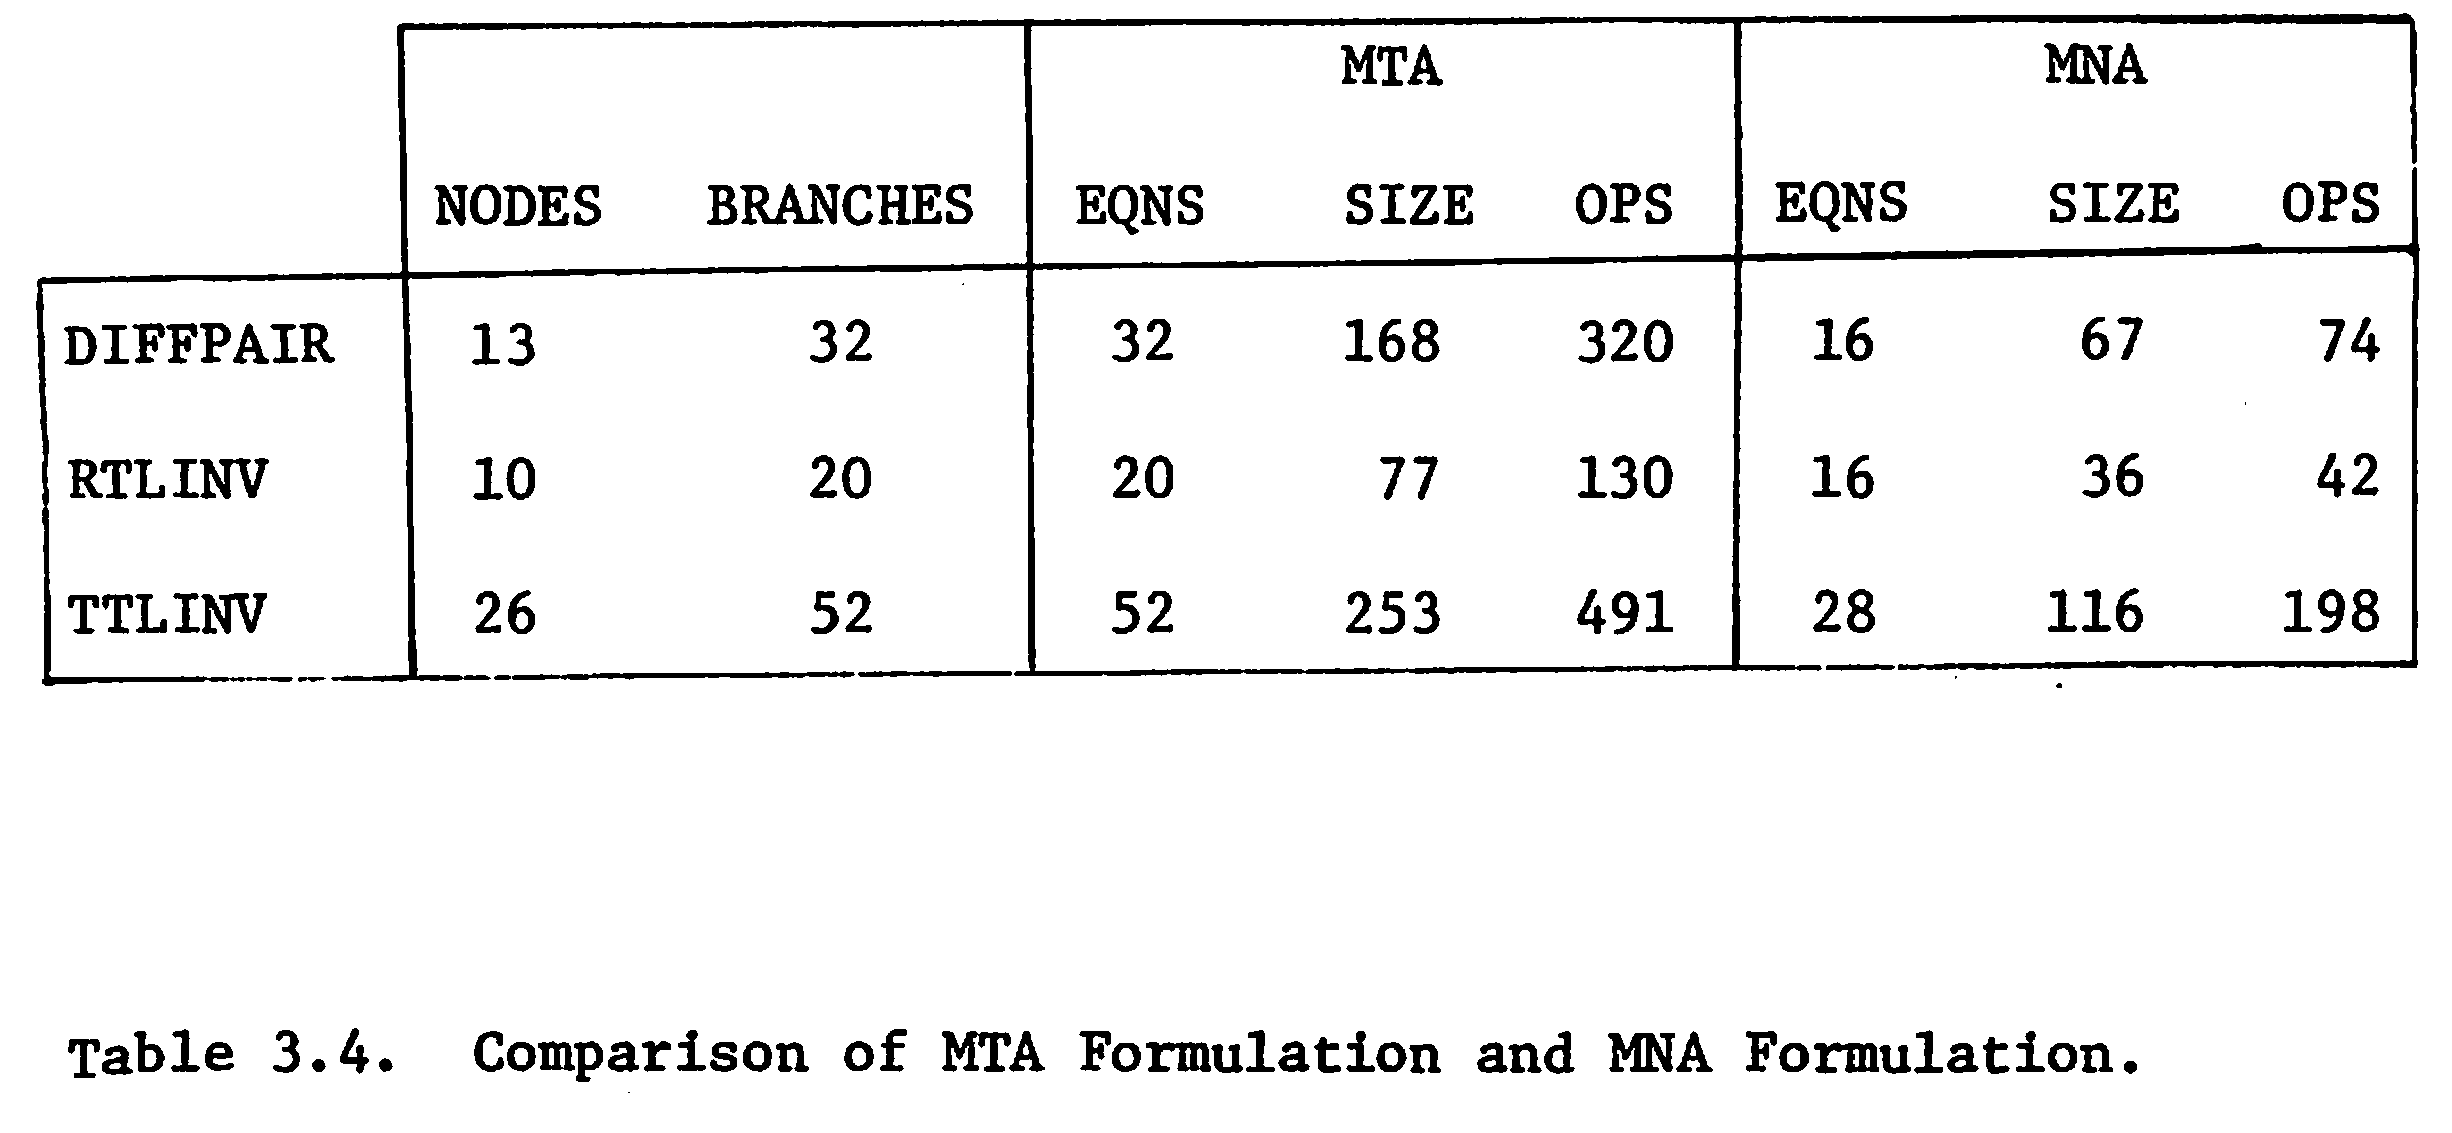 MTA MNA
NODES BRANCHES EQNS SIZE OPS EQNS SIZE OPS
DIFFPAIR 13 32 32 168 320 16 67 74
RTLINV 10 20 20 77 130 16 36 42
TTLINV 26 52 52 253 491 28 116 198
Table 3.4. Comparison of MTA Formulation and MNA Formulation.